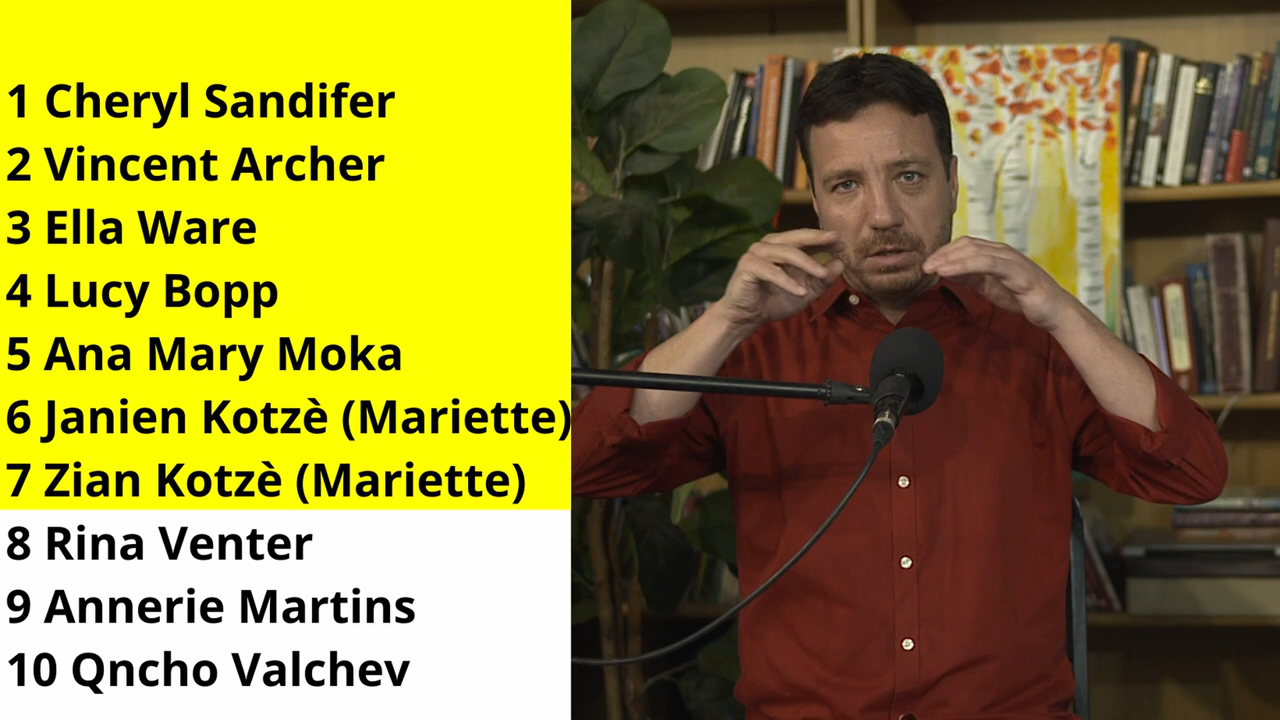 1 Cheryl Sandifer
2 Vincent Archer
3 Ella Ware
4 Lucy Bopp
5 Ana Mary Moka
6 Janien Kotzè (Mariette)
7 Zian Kotzè (Mariette)
8 Rina Venter
9 Annerie Martins
10 Qncho Valchev